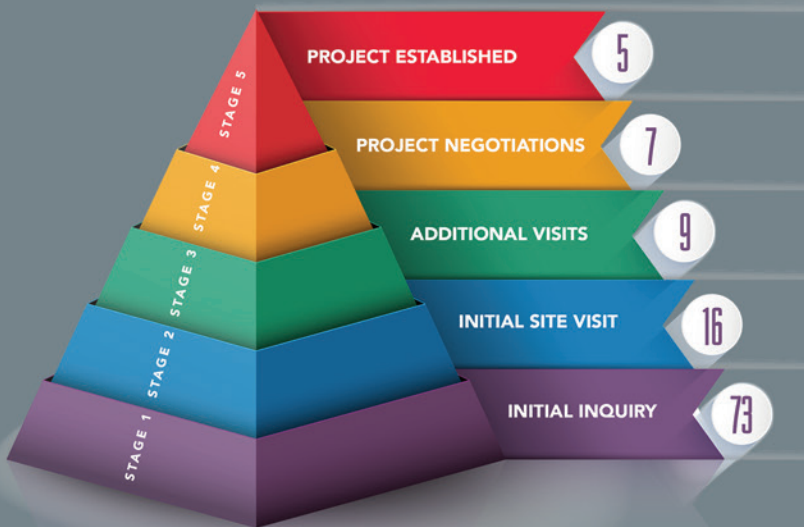 STAGE 5
PROJECT ESTABLISHED
5
STAGE 4
PROJECT NEGOTIATIONS
7
STAGE 3
ADDITIONAL VISITS
9
STAGE 2
INITIAL SITE VISIT
16
STAGE 1
INITIAL INQUIRY
73